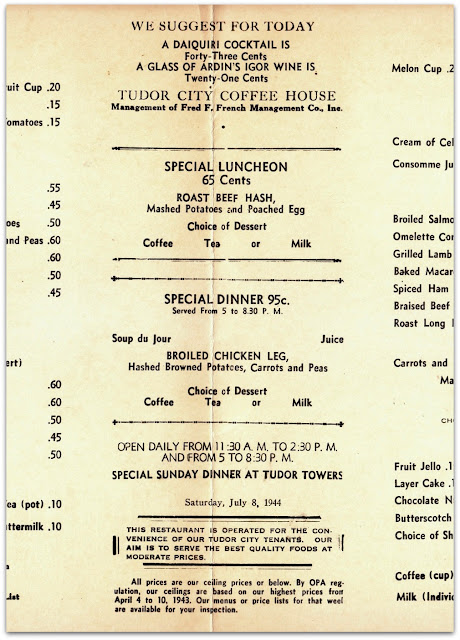 uit Cup .20
.15
omatoes .15
.55
.45
oes .50
and Peas .60
.60
.50
.45
ert)
.60
.60
.50
.45
.50
ea (pot) .10
ttermilk .10
List
WE SUGGEST FOR TODAY
A DAIQUIRI COCKTAIL IS
Forty-Three Cents
A GLASS OF ARDIN'S IGOR WINE IS
Twenty-One Cents
TUDOR CITY COFFEE HOUSE
Management of Fred F. French Management Co., Inc.
SPECIAL LUNCHEON
65 Cents
ROAST BEEF HASH,
Mashed Potatoes and Poached Egg
Choice of Dessert
Coffee Tea or Milk
SPECIAL DINNER 95c.
Served From 5 to 8.30 P. M.
Soup du Jour Juice
BROILED CHICKEN LEG,
Hashed Browned Potatoes, Carrots and Peas
Choice of Dessert
Coffee Tea or Milk
OPEN DAILY FROM 11:30 A. M. TO 2:30 P. M.
AND FROM 5 TO 8:30 P. M.
SPECIAL SUNDAY DINNER AT TUDOR TOWERS
Saturday, July 8, 1944
THIS RESTAURANT IS OPERATED FOR THE CON-
VENIENCE OF OUR TUDOR CITY TENANTS. OUR
AIM IS TO SERVE THE BEST QUALITY FOODS AT
MODERATE PRICES.
All prices are our ceiling prices or below. By OPA reg-
ulation, our ceilings are based on our highest prices from
April 4 to 10, 1943. Our menus or price lists for that week
are available for your inspection.
Melon Cup .2
Cream of Cel
Consomme Ju
Broiled Salmo
Omelette Co
Grilled Lamb
Baked Macar
Spiced Ham
Braised Beef
Roast Long I
Carrots and
Ma
CH
Fruit Jello .1
Layer Cake .1
Chocolate N
Butterscotch
Choice of Sh
Coffee (cup)
Milk (Indivi